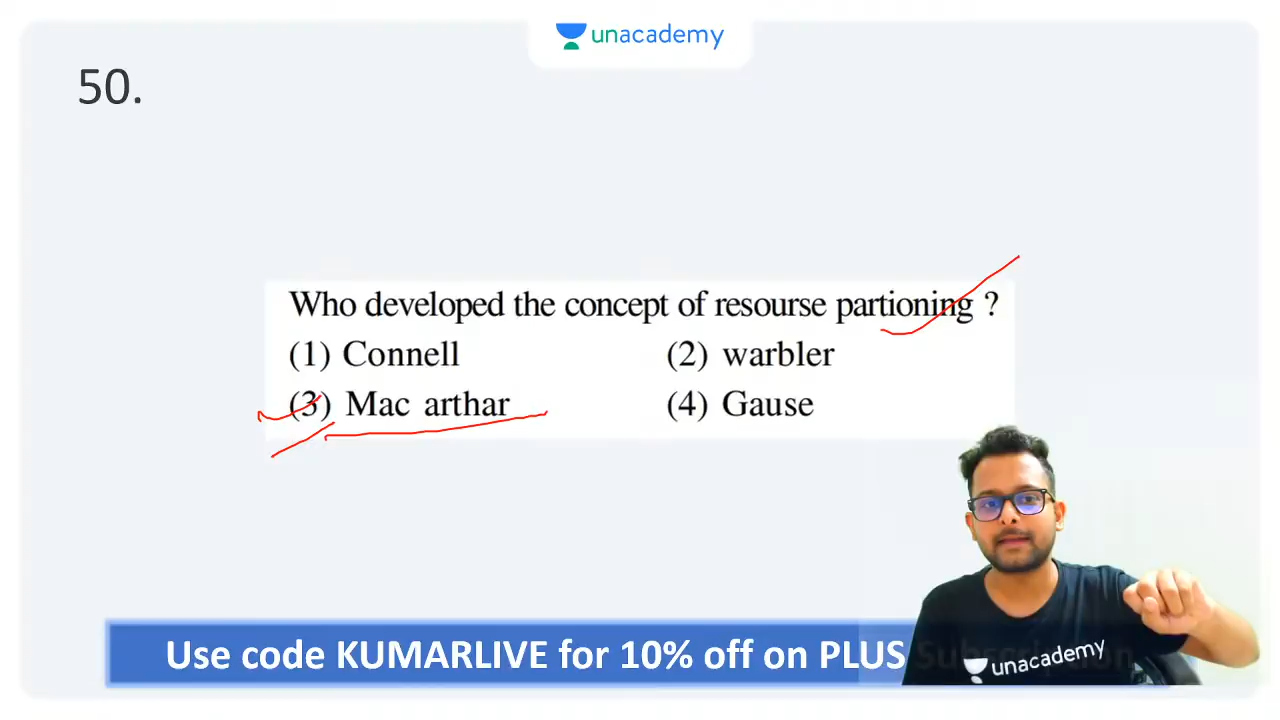 unacademy
50.
Who developed the concept of resourse partioning ?
(1) Connell (2) warbler
(3) Mac arthar (4) Gause
Use code KUMARLIVE for 10% off on PLUS Subscription
unacademy